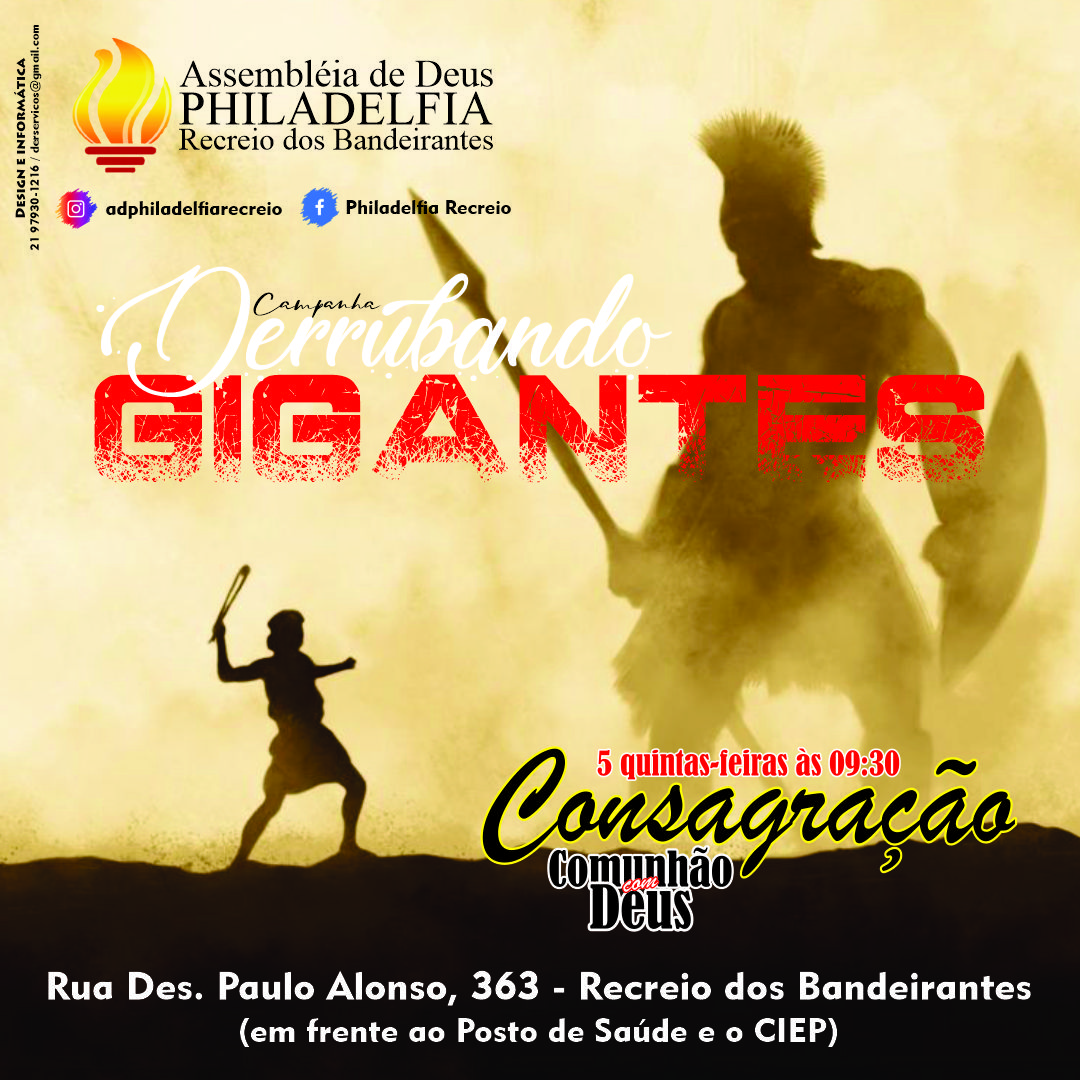 DESIGN E INFORMÁTICA
21 97930-1216 / derservicos@gmail.com
Assembléia de Deus
PHILADELFIA
Recreio dos Bandeirantes
adphiladelfiarecreio
Philadelfia Recreio
Campanha
Derrubando
GIGANTES
5 quintas-feiras às 09:30
Consagração
Comunhão
com
Deus
Rua Des. Paulo Alonso, 363 - Recreio dos Bandeirantes
(em frente ao Posto de Saúde e o CIEP)